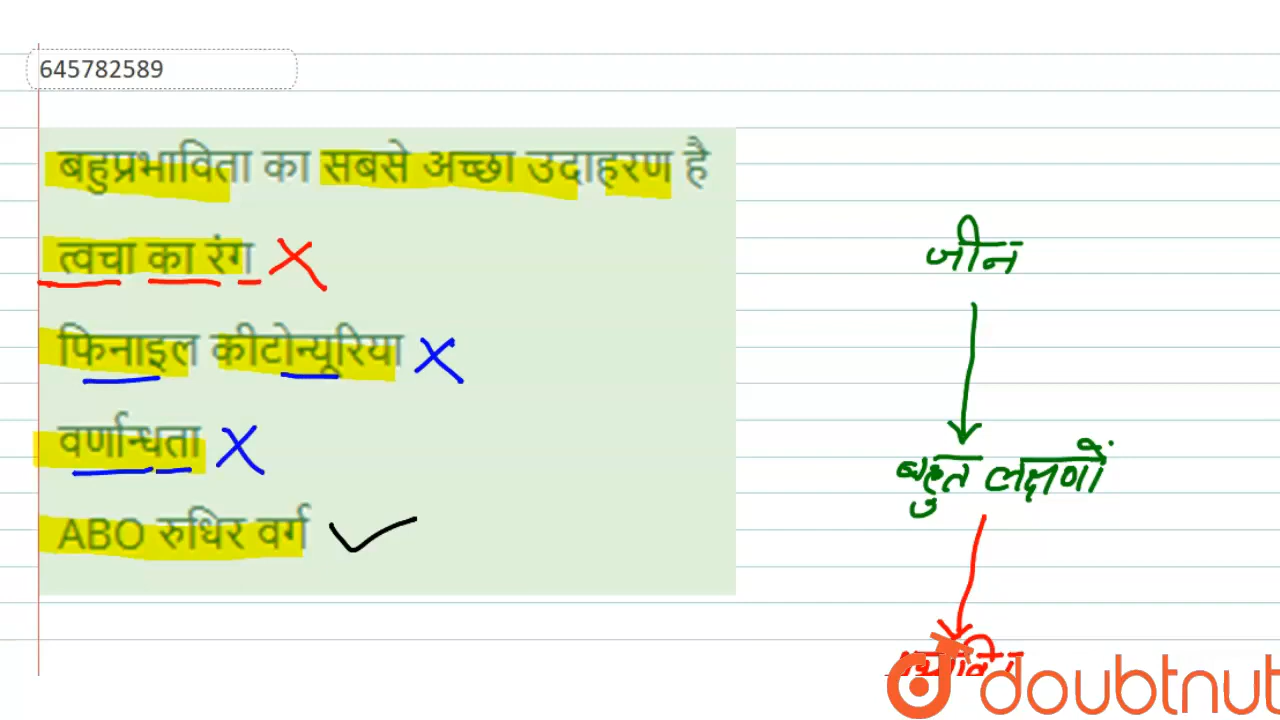 645782589
बहुप्रभाविता का सबसे अच्छा उदाहरण है
त्वचा का रंग
फिनाइल कीटोन्यूरिया
वर्णान्धता
ABO रुधिर वर्ग
जीन
बहुत लक्षणों
doubtnut